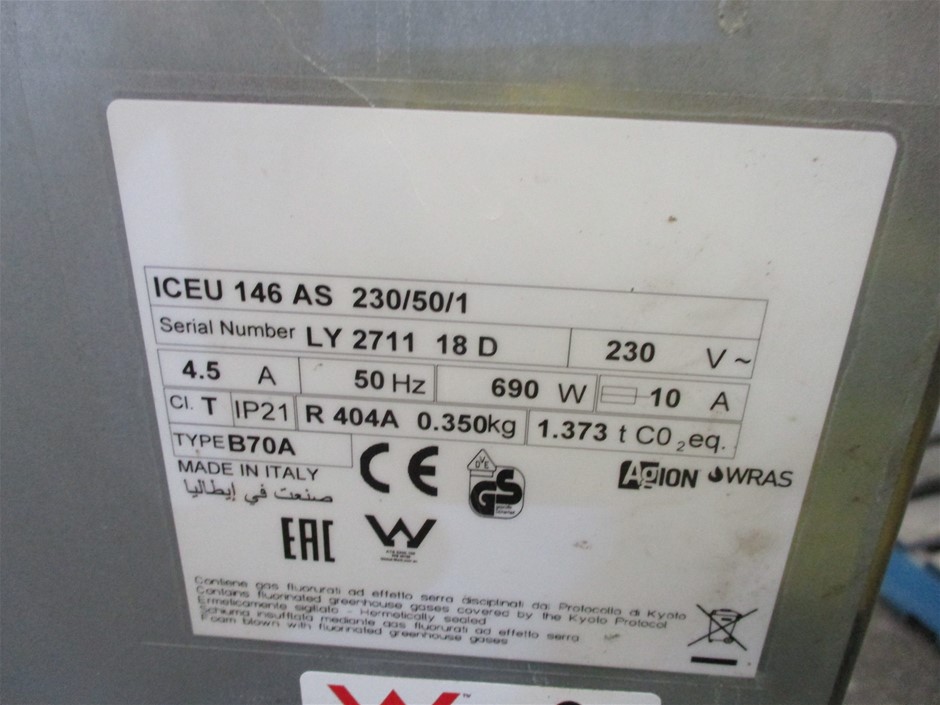 ICEU 146 AS 230/50/1
Serial Number LY 2711 18 D 230 V~
4.5 A 50 Hz 690 W 10 A
Cl. T IP21 R 404A 0.350kg 1.373 t CO₂eq.
TYPE B70A
MADE IN ITALY
صنعت في إيطاليا
CE
DVE
GS
AgION WRAS
EAC
W
Contiene gas fluorurati ad effetto serra disciplinati da: Protocollo di Kyoto
Contains fluorinated greenhouse gases covered by the Kyoto Protocol
Ermeticamente sigillato - Hermetically sealed
Schiuma insufflata mediante gas fluorurati ad effetto serra
Foam blown with fluorinated greenhouse gases
W™